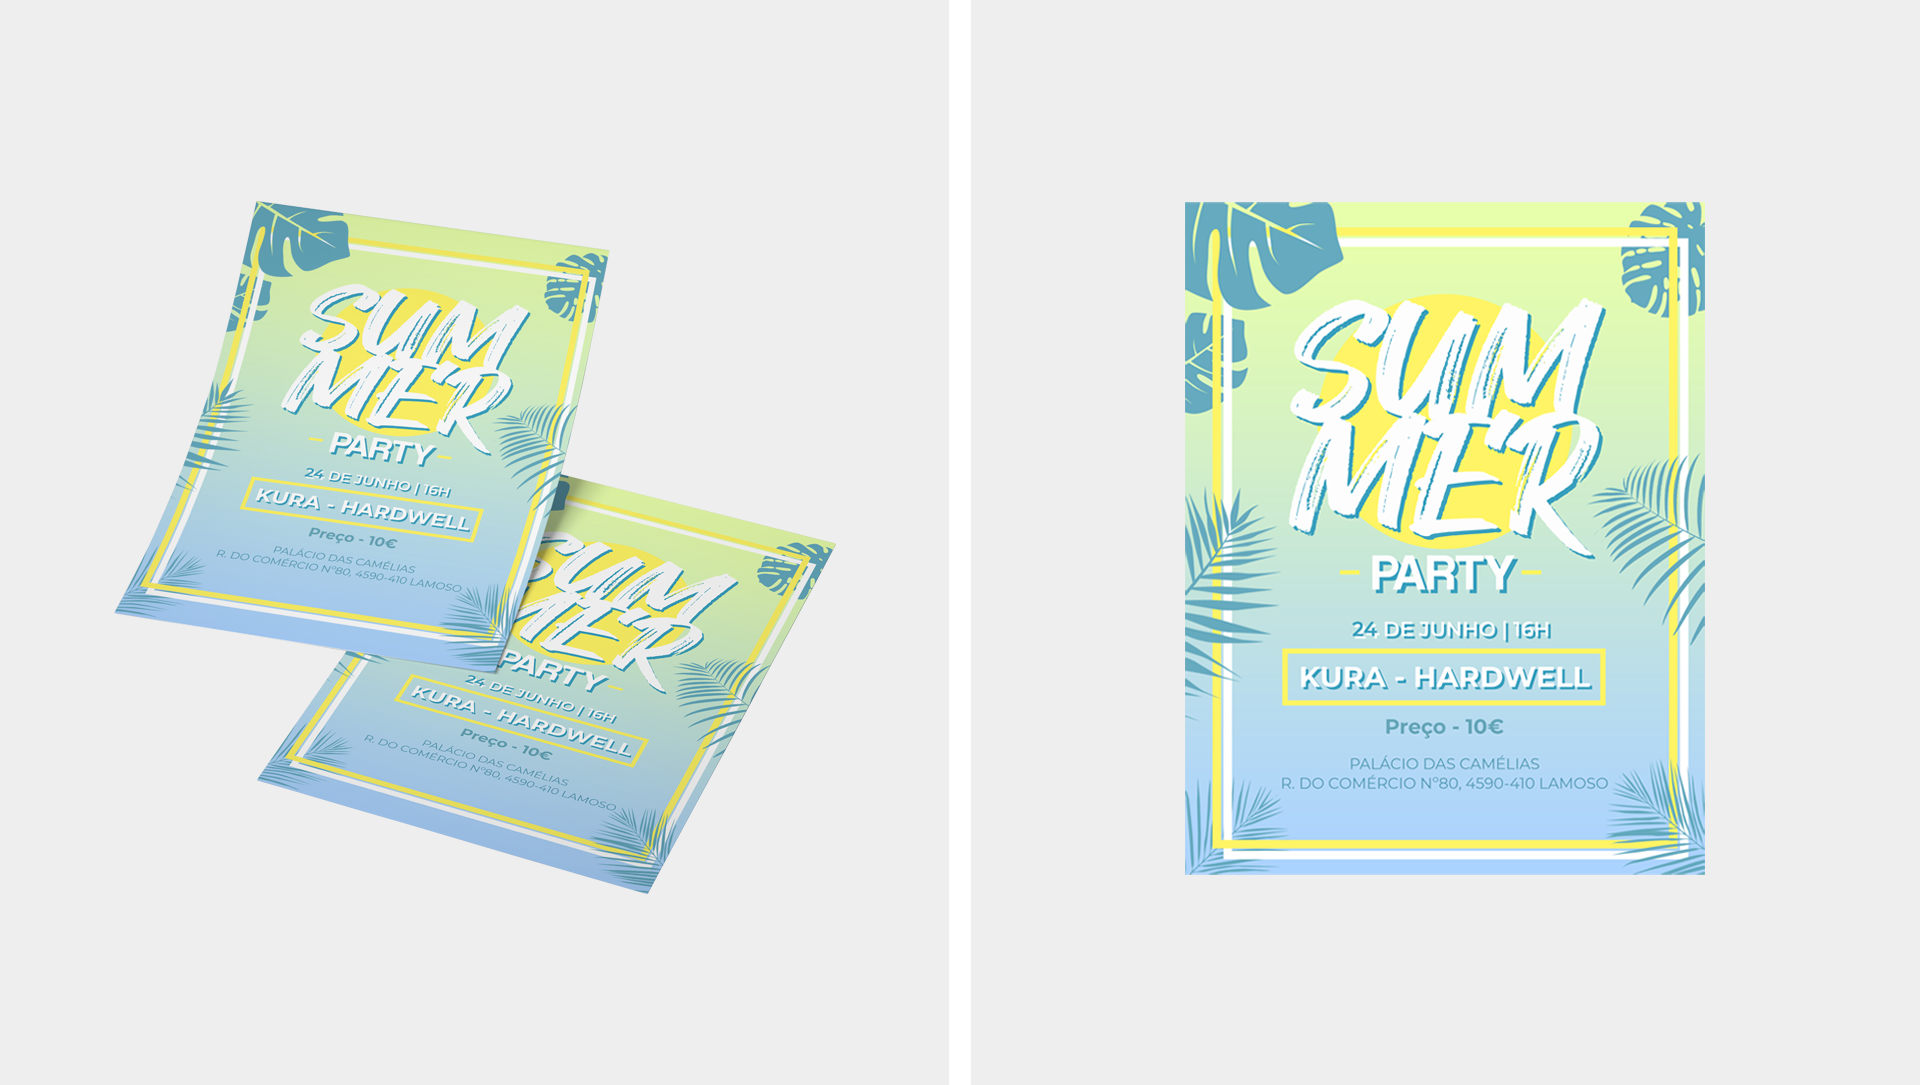 SUM
MER
- PARTY -
24 DE JUNHO | 16H
KURA - HARDWELL
Preço - 10€
PALÁCIO DAS CAMÉLIAS
R. DO COMÉRCIO Nº80, 4590-410 LAMOSO
SUM
MER
PARTY -
24 DE JUNHO | 16H
KURA - HARDWELL
Preço - 10€
PALÁCIO DAS CAMÉLIAS
R. DO COMÉRCIO Nº80, 4590-410 LAMOSO
SUM
MER
- PARTY -
24 DE JUNHO | 16H
KURA - HARDWELL
Preço - 10€
PALÁCIO DAS CAMÉLIAS
R. DO COMÉRCIO Nº80, 4590-410 LAMOSO